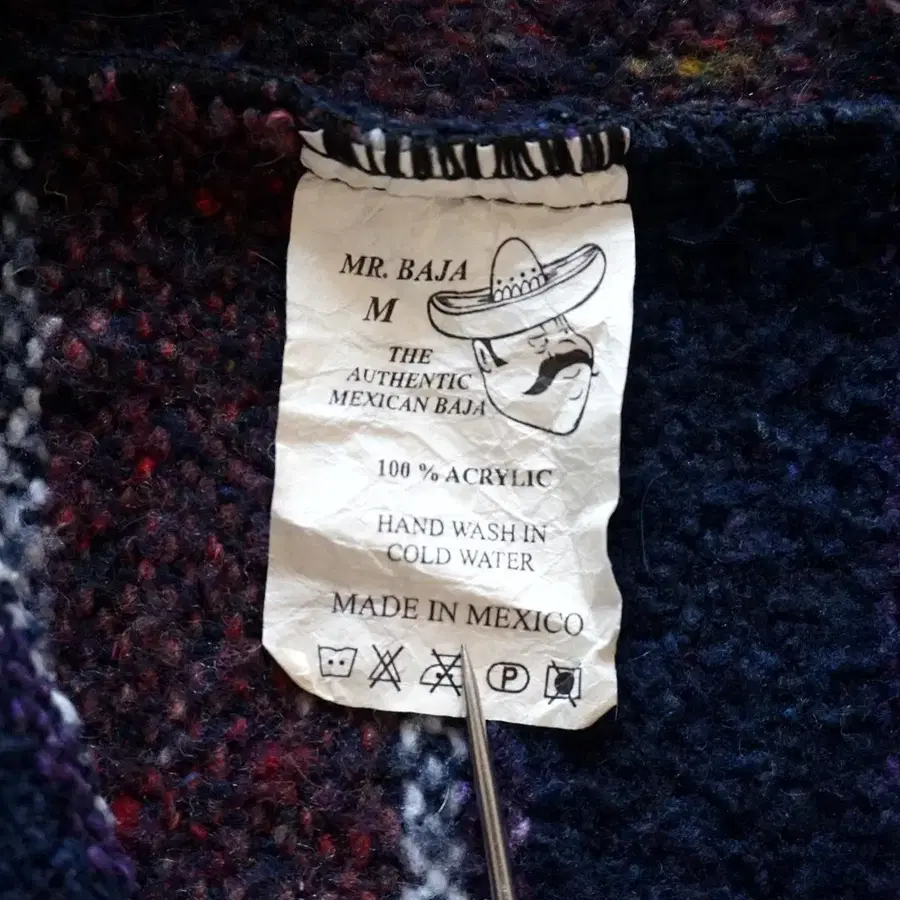 MR. BAJA
M
THE
AUTHENTIC
MEXICAN BAJA
100 % ACRYLIC
HAND WASH IN
COLD WATER
MADE IN MEXICO
P